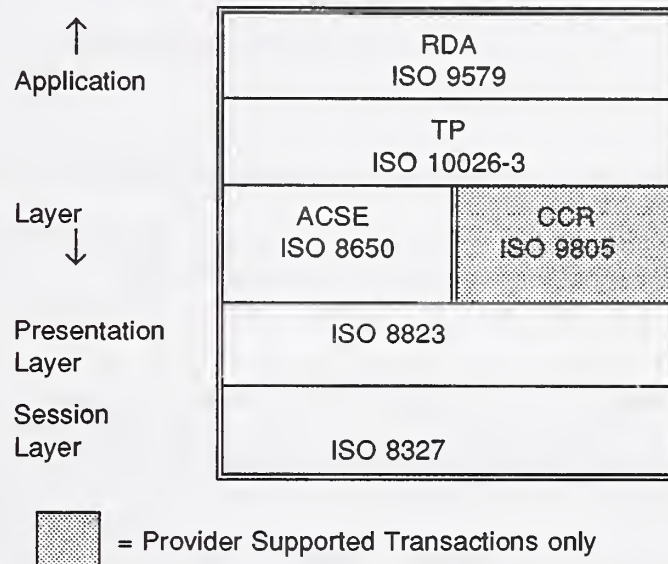 ↑
Application
Layer
↓
RDA
ISO 9579
TP
ISO 10026-3
ACSE
ISO 8650
CCR
ISO 9805
Presentation
Layer
ISO 8823
Session
Layer
ISO 8327
= Provider Supported Transactions only